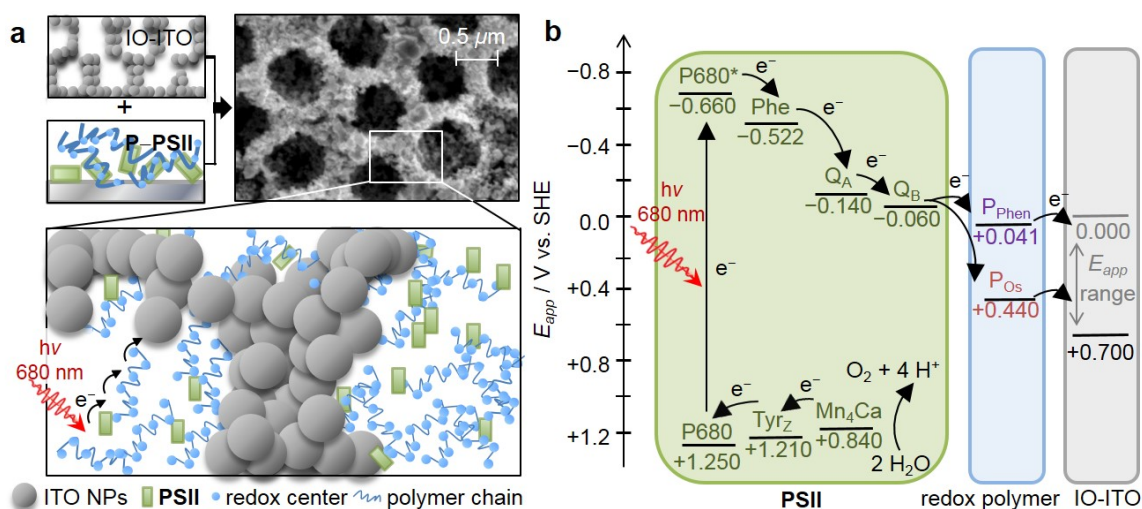 a
IO-ITO
+
P–PSII
0.5 μm
hν
680 nm
e⁻
ITO NPs PSII redox center polymer chain
b
E_app / V vs. SHE
−0.8
−0.4
0.0
+0.4
+0.8
+1.2
P680*
−0.660
e⁻
Phe
−0.522
e⁻
Q_A
−0.140
e⁻
Q_B
−0.060
hν
680 nm
e⁻
P680
+1.250
e⁻
Tyr_Z
+1.210
e⁻
Mn₄Ca
+0.840
O₂ + 4 H⁺
2 H₂O
PSII
e⁻
P_Phen
+0.041
P_Os
+0.440
redox polymer
e⁻
0.000
E_app
range
+0.700
IO-ITO